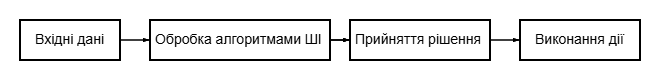 Вхідні дані
Обробка алгоритмами ШІ
Прийняття рішення
Виконання дії